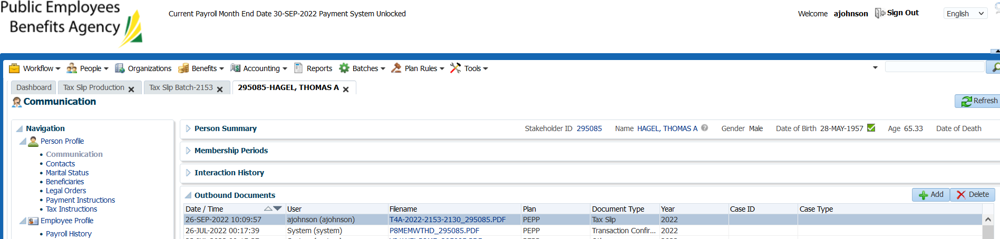 Public Employees
Benefits Agency
Current Payroll Month End Date 30-SEP-2022 Payment System Unlocked
Welcome ajohnson Sign Out English
Workflow People Organizations Benefits Accounting Reports Batches Plan Rules Tools
Dashboard Tax Slip Production Tax Slip Batch-2153 295085-HAGEL, THOMAS A
Communication
Refresh
Navigation
Person Profile
Communication
Contacts
Marital Status
Beneficiaries
Legal Orders
Payment Instructions
Tax Instructions
Employee Profile
Payroll History
Person Summary Stakeholder ID 295085 Name HAGEL, THOMAS A Gender Male Date of Birth 28-MAY-1957 Age 65.33 Date of Death
Membership Periods
Interaction History
Outbound Documents Add Delete
Date / Time User Filename Plan Document Type Year Case ID Case Type
26-SEP-2022 10:09:57 ajohnson (ajohnson) T4A-2022-2153-2130_295085.PDF PEPP Tax Slip 2022
26-JUL-2022 00:17:39 System (system) P8MEMWTHD_295085.PDF PEPP Transaction Confir... 2022